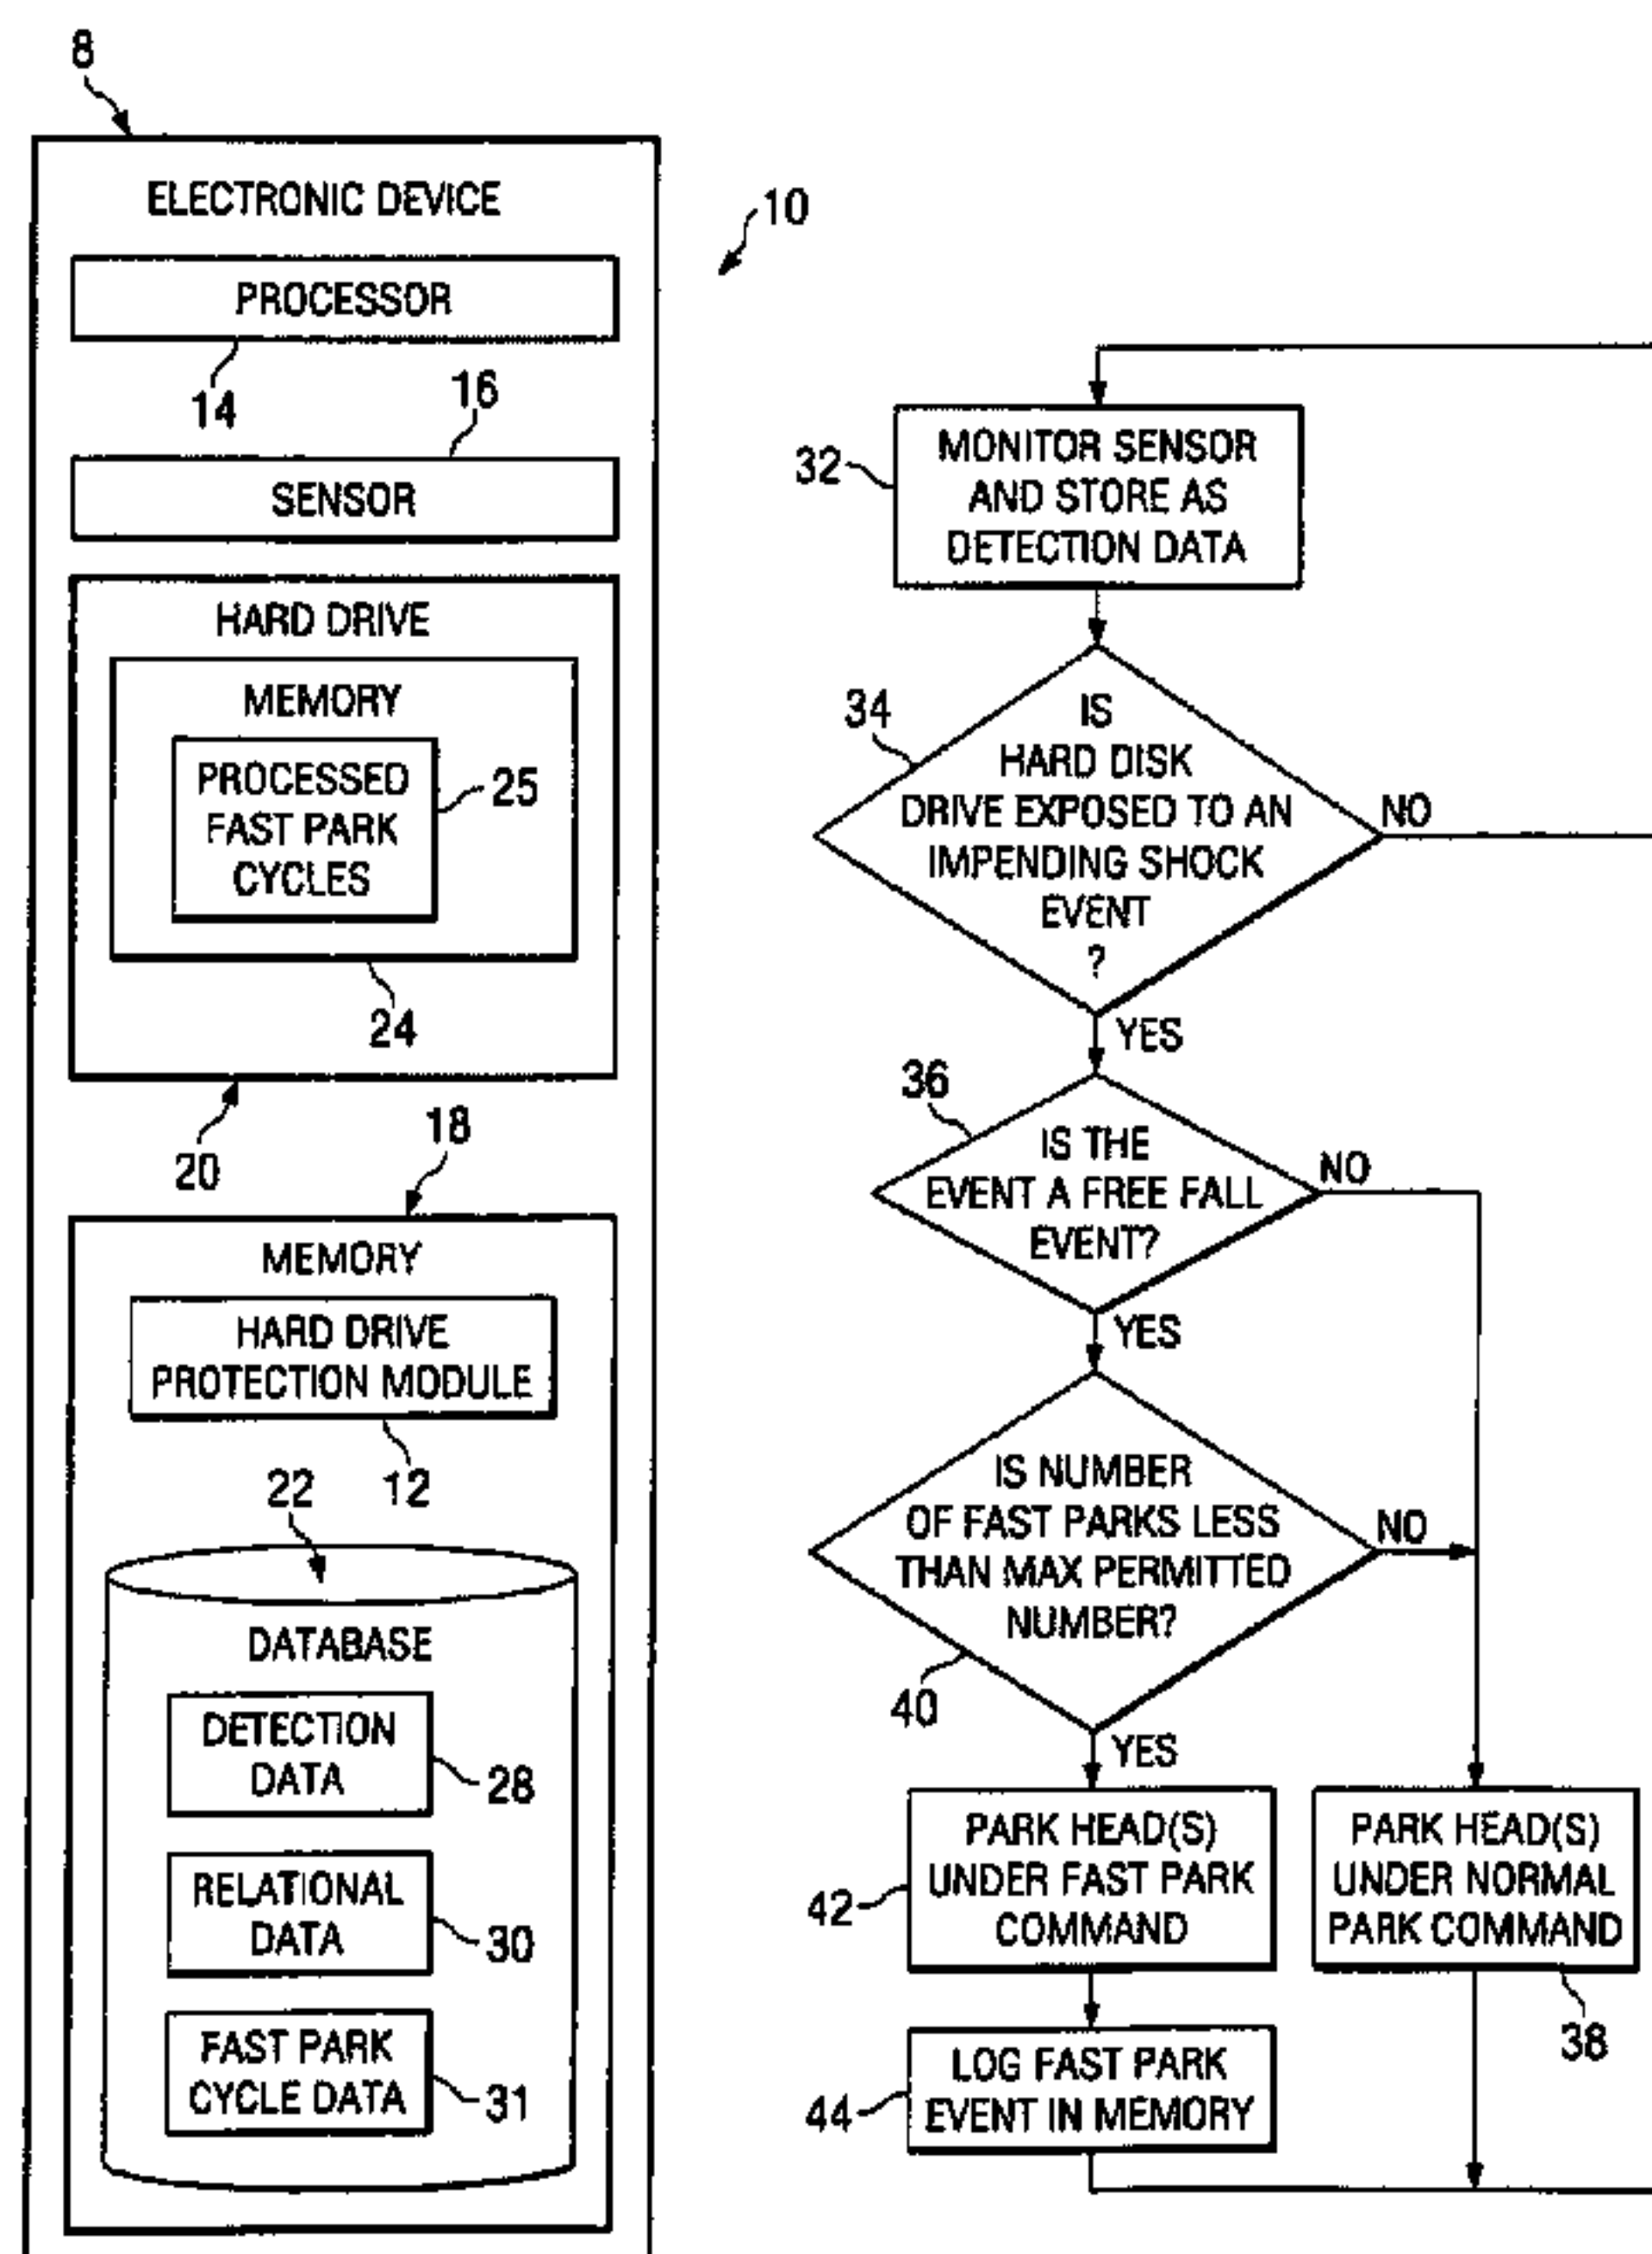 8
ELECTRONIC DEVICE
10
PROCESSOR
14
16
SENSOR
HARD DRIVE
MEMORY
PROCESSED
FAST PARK
CYCLES
25
24
20
18
MEMORY
HARD DRIVE
PROTECTION MODULE
12
22
DATABASE
DETECTION
DATA
28
RELATIONAL
DATA
30
FAST PARK
CYCLE DATA
31
32
MONITOR SENSOR
AND STORE AS
DETECTION DATA
34
IS
HARD DISK
DRIVE EXPOSED TO AN
IMPENDING SHOCK
EVENT
?
NO
YES
36
IS THE
EVENT A FREE FALL
EVENT?
NO
YES
IS NUMBER
OF FAST PARKS LESS
THAN MAX PERMITTED
NUMBER?
NO
40
YES
42
PARK HEAD(S)
UNDER FAST PARK
COMMAND
PARK HEAD(S)
UNDER NORMAL
PARK COMMAND
38
44
LOG FAST PARK
EVENT IN MEMORY